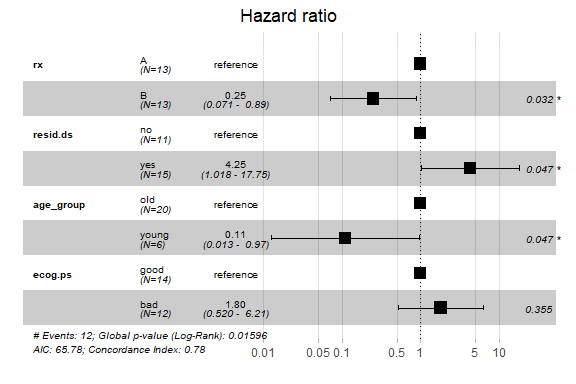 Hazard ratio
rx
A
(N=13)
reference
B
(N=13)
0.25
(0.071 - 0.89)
0.032 *
resid.ds
no
(N=11)
reference
yes
(N=15)
4.25
(1.018 - 17.75)
0.047 *
age_group
old
(N=20)
reference
young
(N=6)
0.11
(0.013 - 0.97)
0.047 *
ecog.ps
good
(N=14)
reference
bad
(N=12)
1.80
(0.520 - 6.21)
0.355
# Events: 12; Global p-value (Log-Rank): 0.01596
AIC: 65.78; Concordance Index: 0.78
0.01 0.05 0.1 0.5 1 5 10